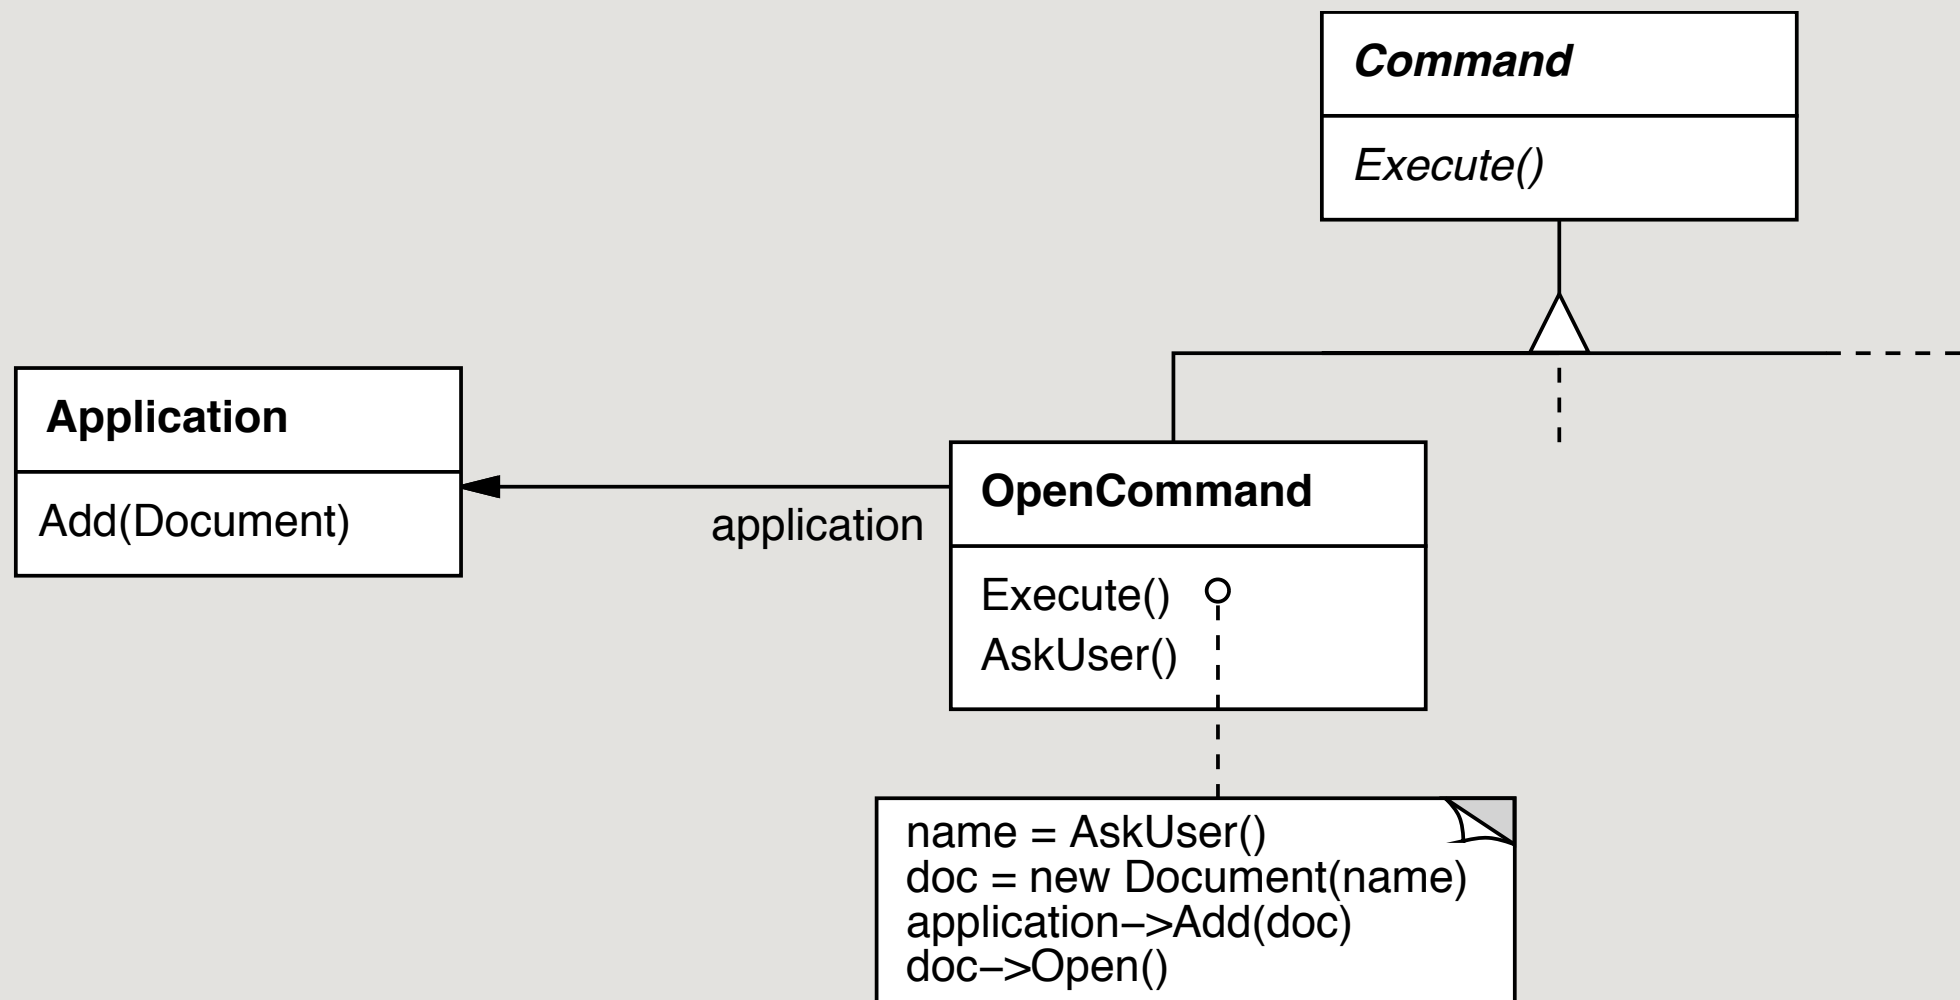 Command
Execute()
Application
Add(Document)
application
OpenCommand
Execute()
AskUser()
name = AskUser()
doc = new Document(name)
application–>Add(doc)
doc–>Open()